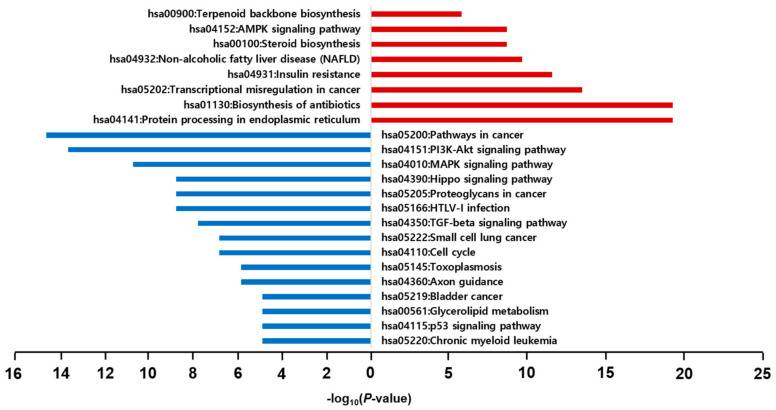 hsa00900:Terpenoid backbone biosynthesis
hsa04152:AMPK signaling pathway
hsa00100:Steroid biosynthesis
hsa04932:Non-alcoholic fatty liver disease (NAFLD)
hsa04931:Insulin resistance
hsa05202:Transcriptional misregulation in cancer
hsa01130:Biosynthesis of antibiotics
hsa04141:Protein processing in endoplasmic reticulum
hsa05200:Pathways in cancer
hsa04151:PI3K-Akt signaling pathway
hsa04010:MAPK signaling pathway
hsa04390:Hippo signaling pathway
hsa05205:Proteoglycans in cancer
hsa05166:HTLV-I infection
hsa04350:TGF-beta signaling pathway
hsa05222:Small cell lung cancer
hsa04110:Cell cycle
hsa05145:Toxoplasmosis
hsa04360:Axon guidance
hsa05219:Bladder cancer
hsa00561:Glycerolipid metabolism
hsa04115:p53 signaling pathway
hsa05220:Chronic myeloid leukemia
16 14 12 10 8 6 4 2 0 5 10 15 20 25
-log10(P-value)